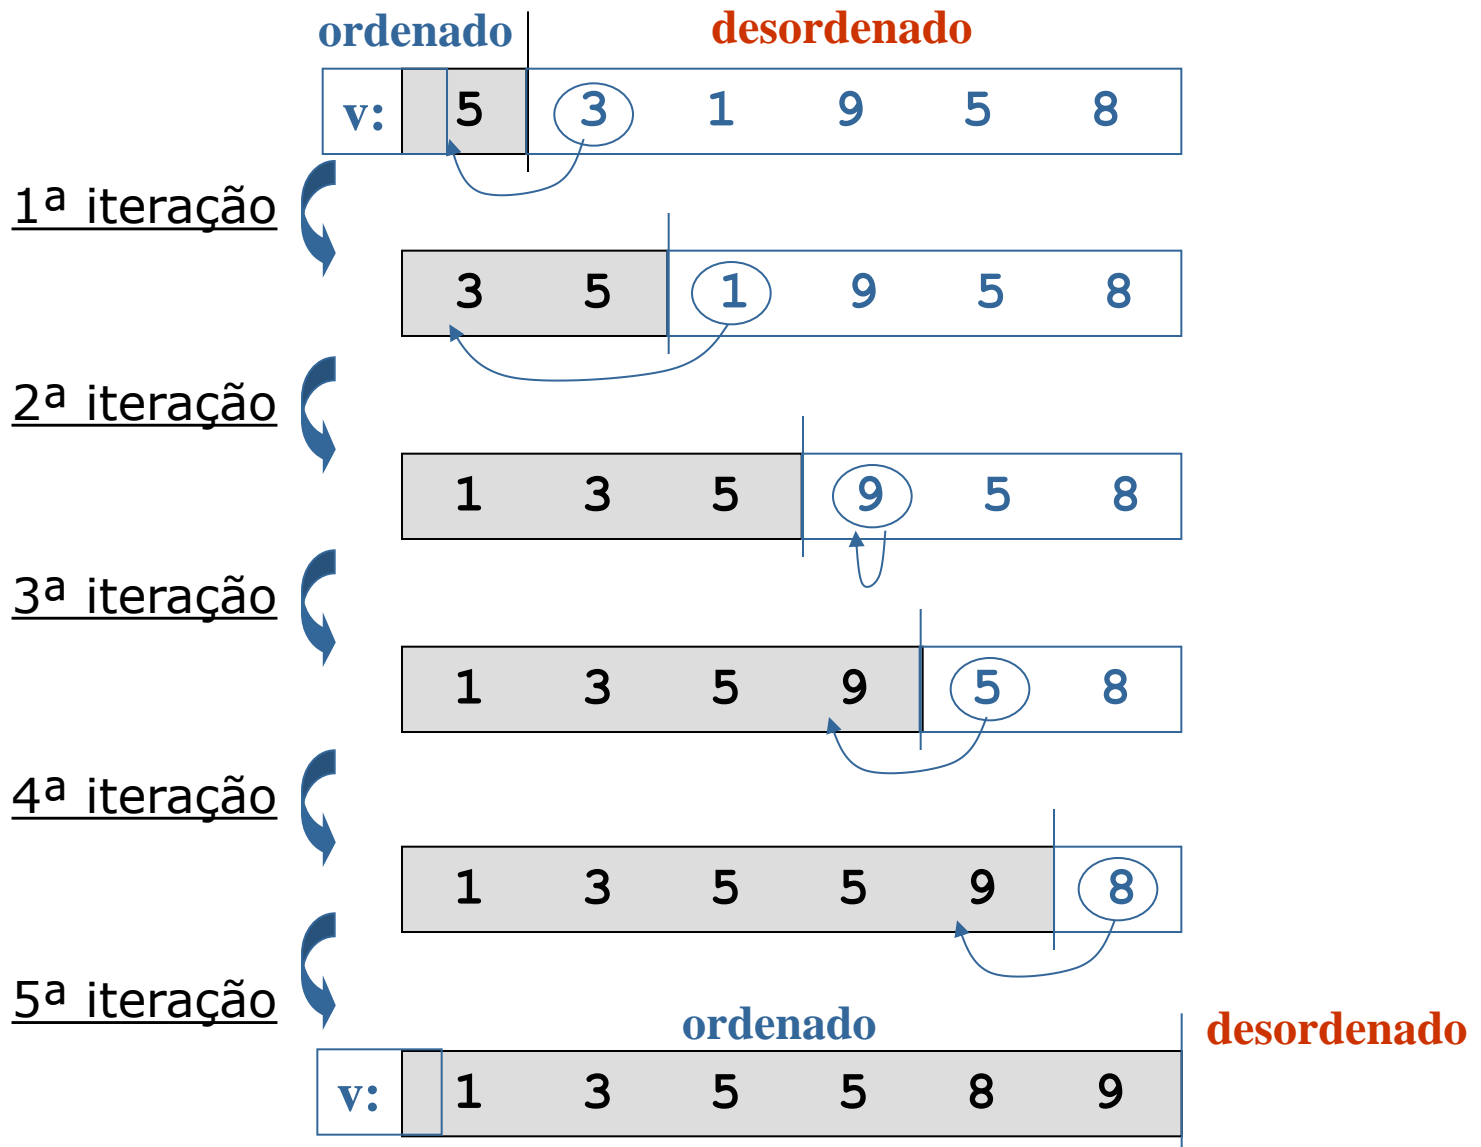 ordenado desordenado
v: 5 3 1 9 5 8
1ª iteração
3 5 1 9 5 8
2ª iteração
1 3 5 9 5 8
3ª iteração
1 3 5 9 5 8
4ª iteração
1 3 5 5 9 8
5ª iteração
ordenado desordenado
v: 1 3 5 5 8 9